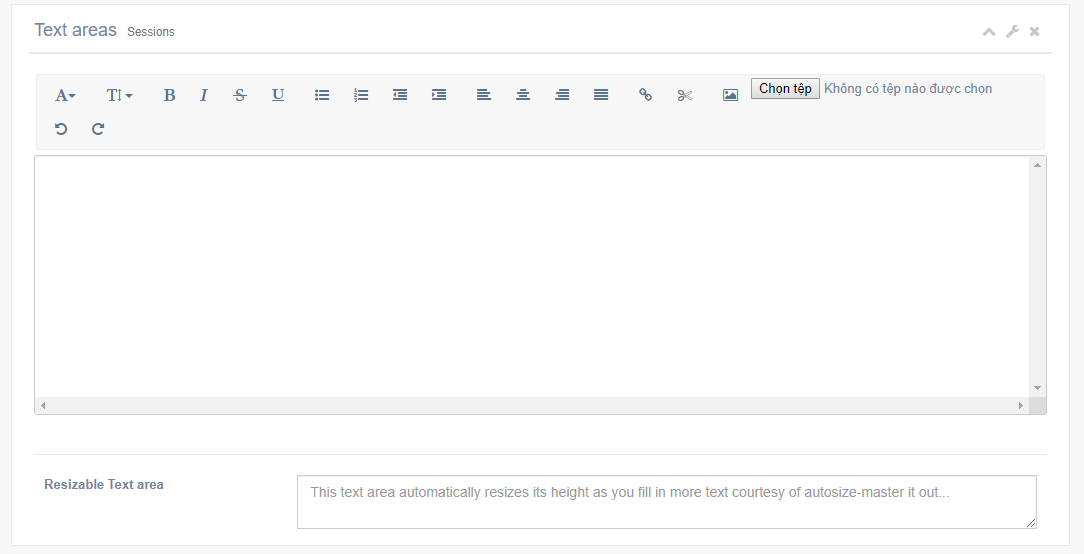 Text areas Sessions
Chọn tệp Không có tệp nào được chọn
Resizable Text area
This text area automatically resizes its height as you fill in more text courtesy of autosize-master it out...